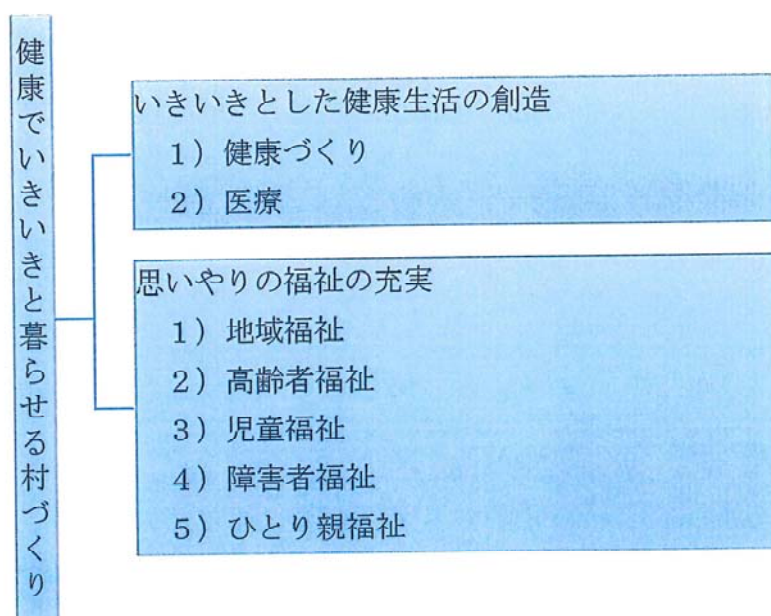 健康でいきいきと暮らせる村づくり
いきいきとした健康生活の創造
１）健康づくり
２）医療
思いやりの福祉の充実
１）地域福祉
２）高齢者福祉
３）児童福祉
４）障害者福祉
５）ひとり親福祉